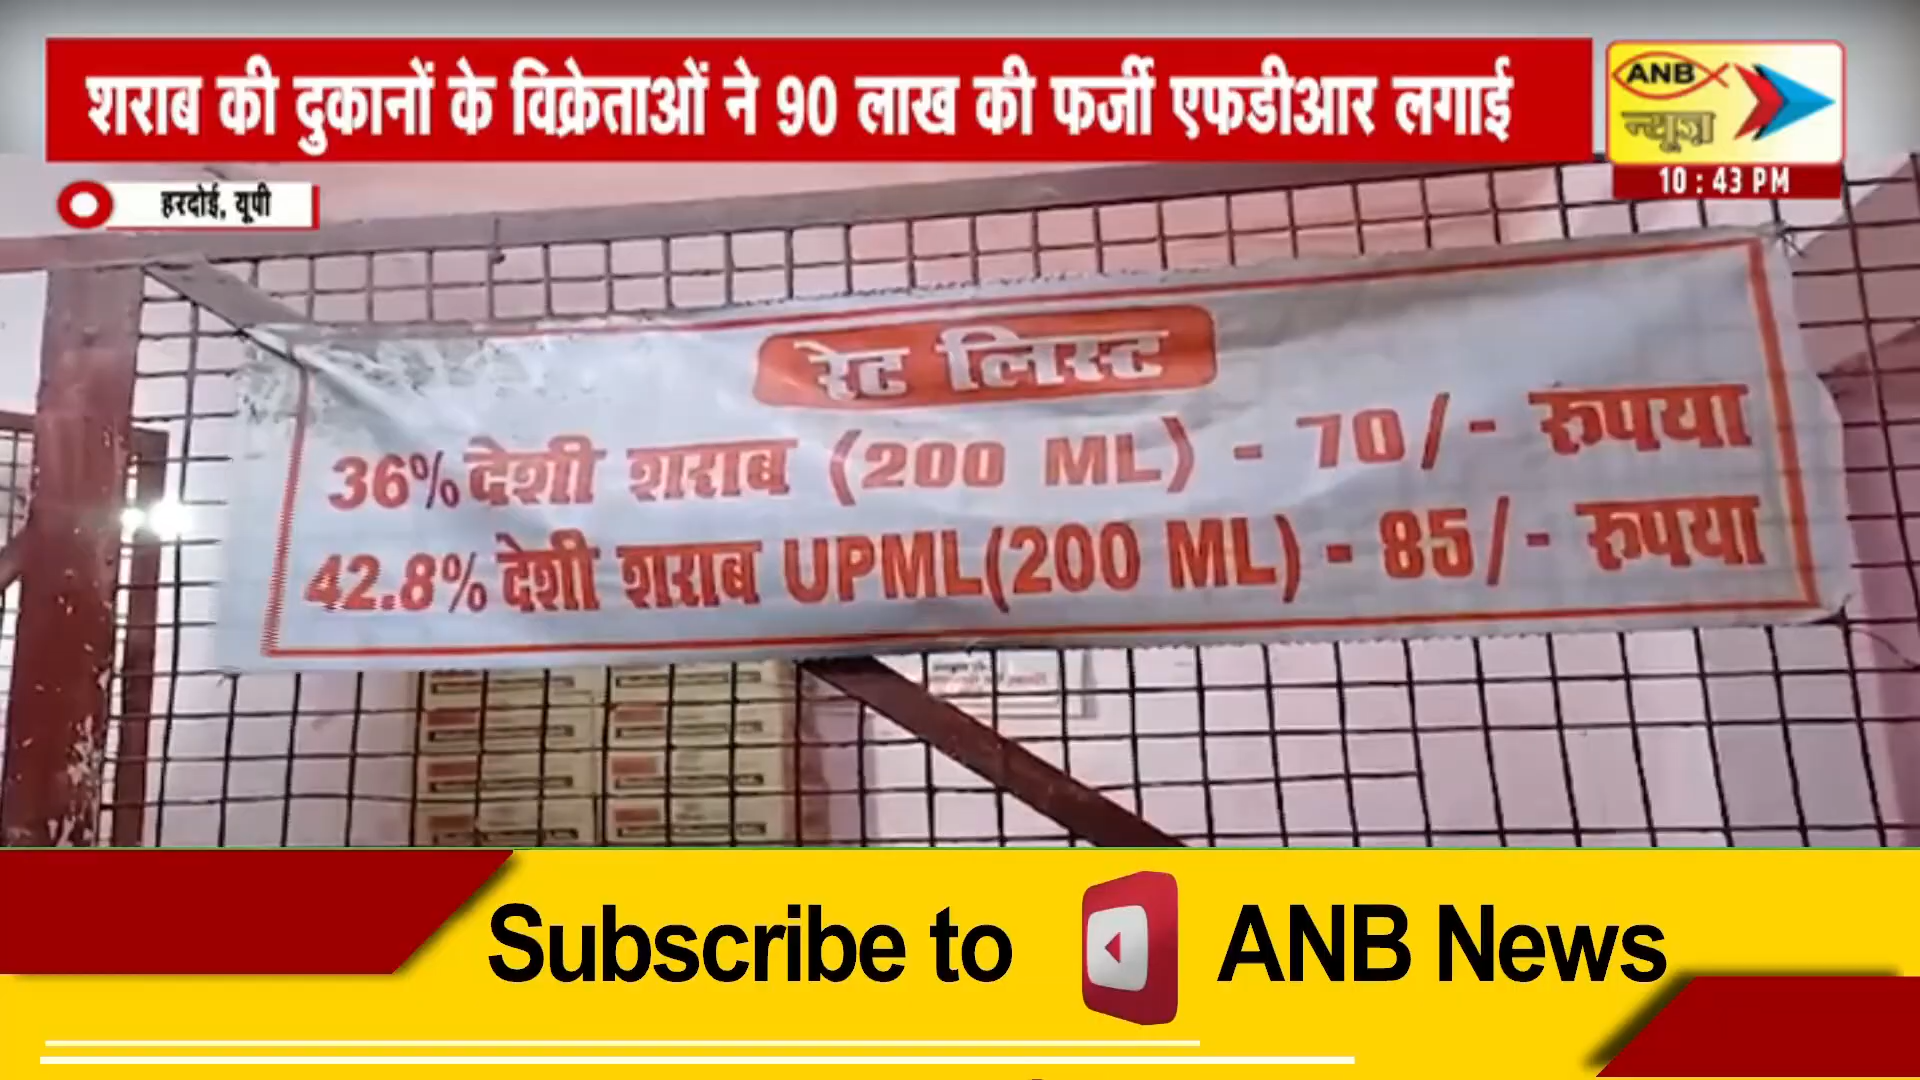 शराब की दुकानों के विक्रेताओं ने 90 लाख की फर्जी एफडीआर लगाई
ANB
न्यूज़
10 : 43 PM
हरदोई, यूपी
रेट लिस्ट
36% देशी शराब (200 ML) - 70/- रुपया
42.8% देशी शराब UPML(200 ML) - 85/- रुपया
Subscribe to ANB News